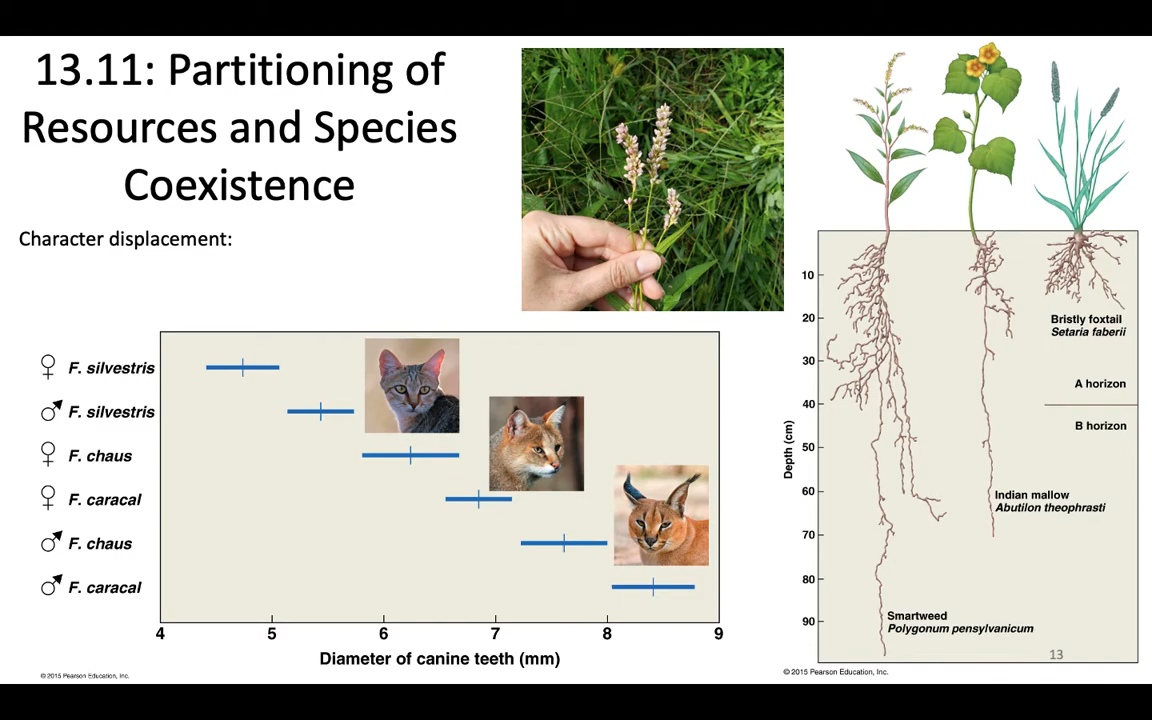 13.11: Partitioning of
Resources and Species
Coexistence
Character displacement:
♀ F. silvestris
♂ F. silvestris
♀ F. chaus
♀ F. caracal
♂ F. chaus
♂ F. caracal
4 5 6 7 8 9
Diameter of canine teeth (mm)
© 2015 Pearson Education, Inc.
10
20
30
40
50
60
70
80
90
Depth (cm)
Bristly foxtail
Setaria faberii
A horizon
B horizon
Indian mallow
Abutilon theophrasti
Smartweed
Polygonum pensylvanicum
13
© 2015 Pearson Education, Inc.